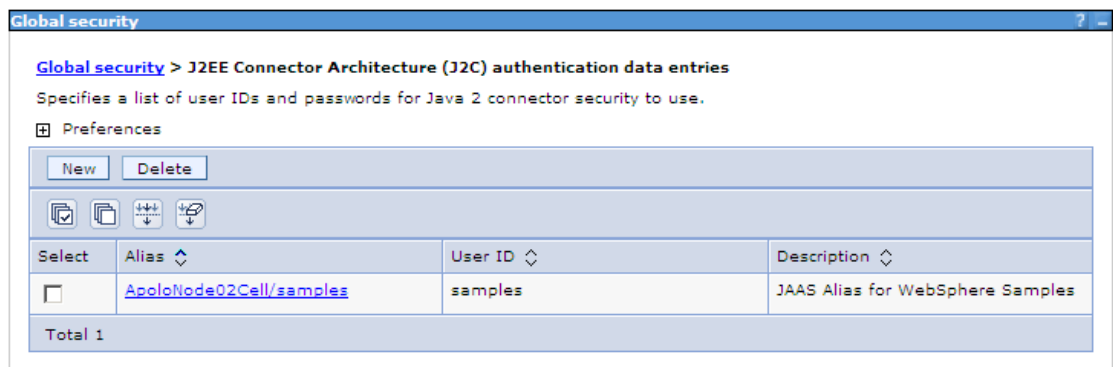 Global security ? –
Global security > J2EE Connector Architecture (J2C) authentication data entries
Specifies a list of user IDs and passwords for Java 2 connector security to use.
Preferences
New Delete
Select Alias User ID Description
ApoloNode02Cell/samples samples JAAS Alias for WebSphere Samples
Total 1